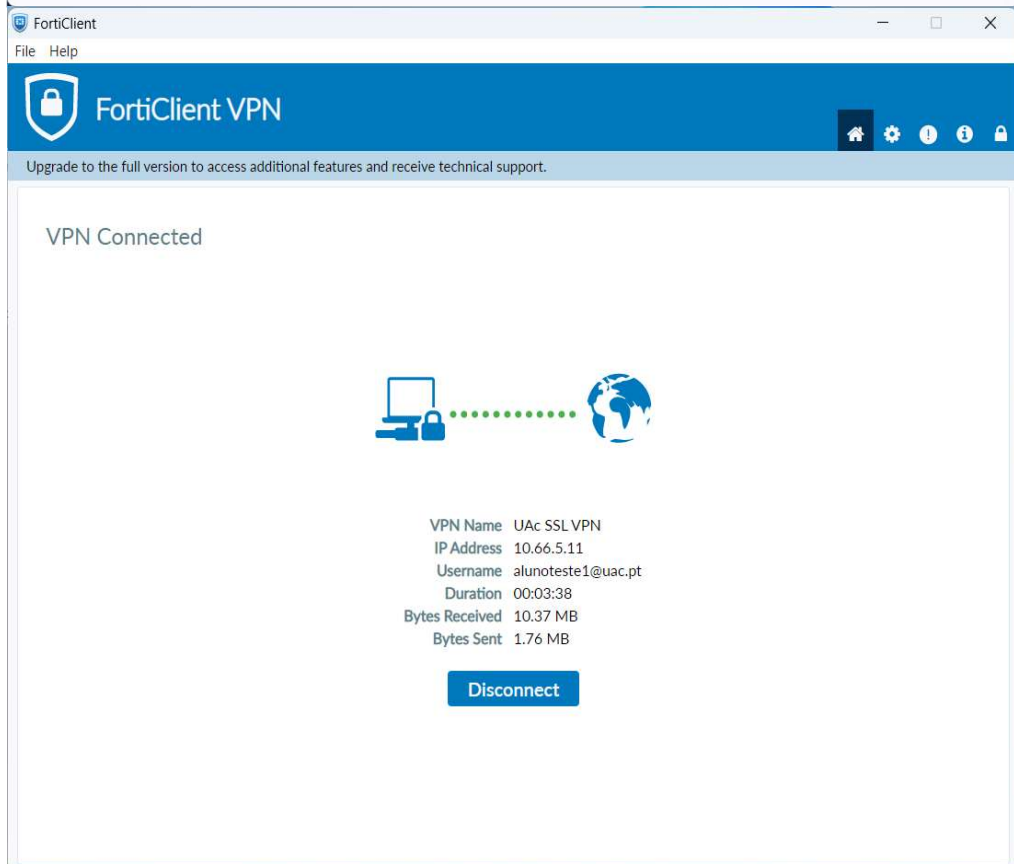 FortiClient
File Help
FortiClient VPN
Upgrade to the full version to access additional features and receive technical support.
VPN Connected
VPN Name UAc SSL VPN
IP Address 10.66.5.11
Username alunoteste1@uac.pt
Duration 00:03:38
Bytes Received 10.37 MB
Bytes Sent 1.76 MB
Disconnect